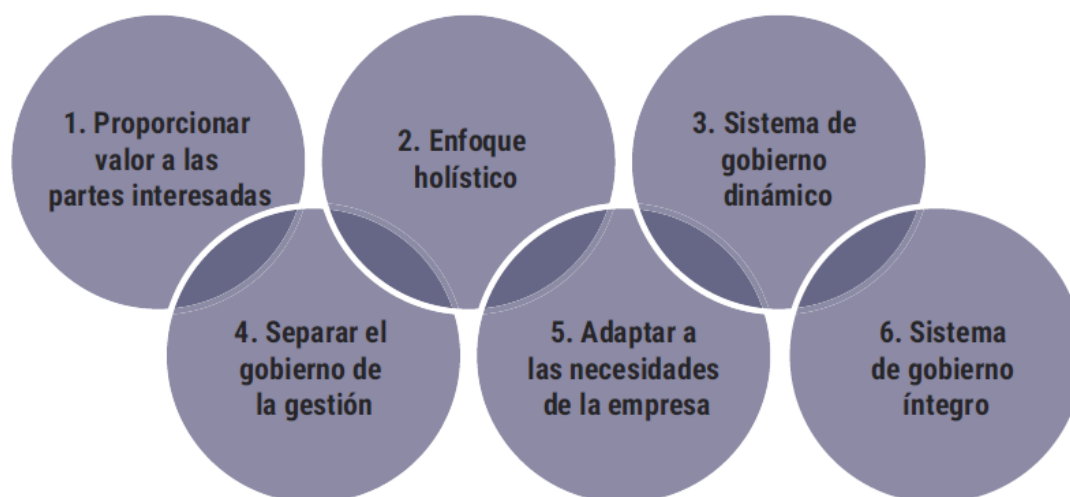 1. Proporcionar
valor a las
partes interesadas
2. Enfoque
holístico
3. Sistema de
gobierno
dinámico
4. Separar el
gobierno de
la gestión
5. Adaptar a
las necesidades
de la empresa
6. Sistema
de gobierno
íntegro